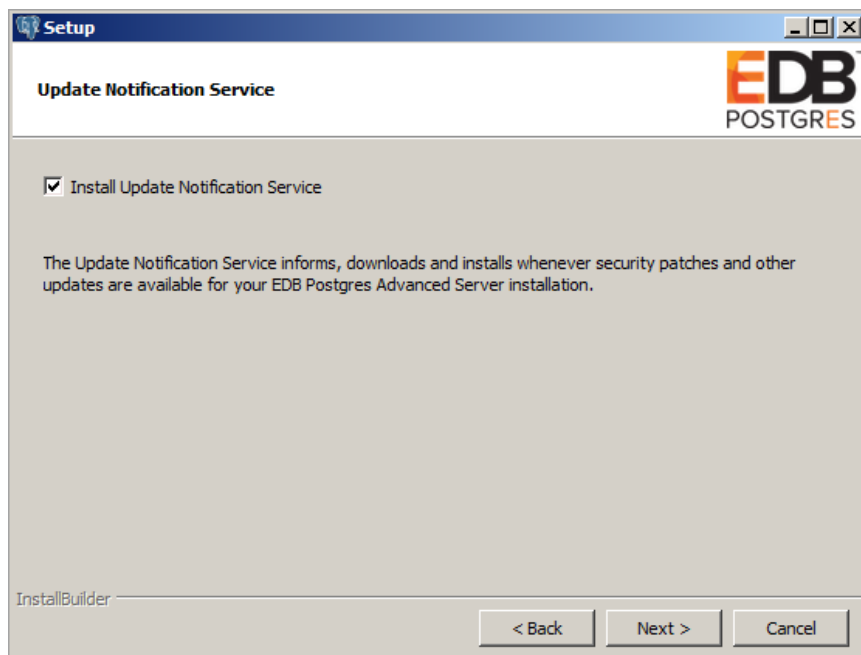 Setup
Update Notification Service
EDB
POSTGRES
Install Update Notification Service
The Update Notification Service informs, downloads and installs whenever security patches and other
updates are available for your EDB Postgres Advanced Server installation.
InstallBuilder
< Back
Next >
Cancel